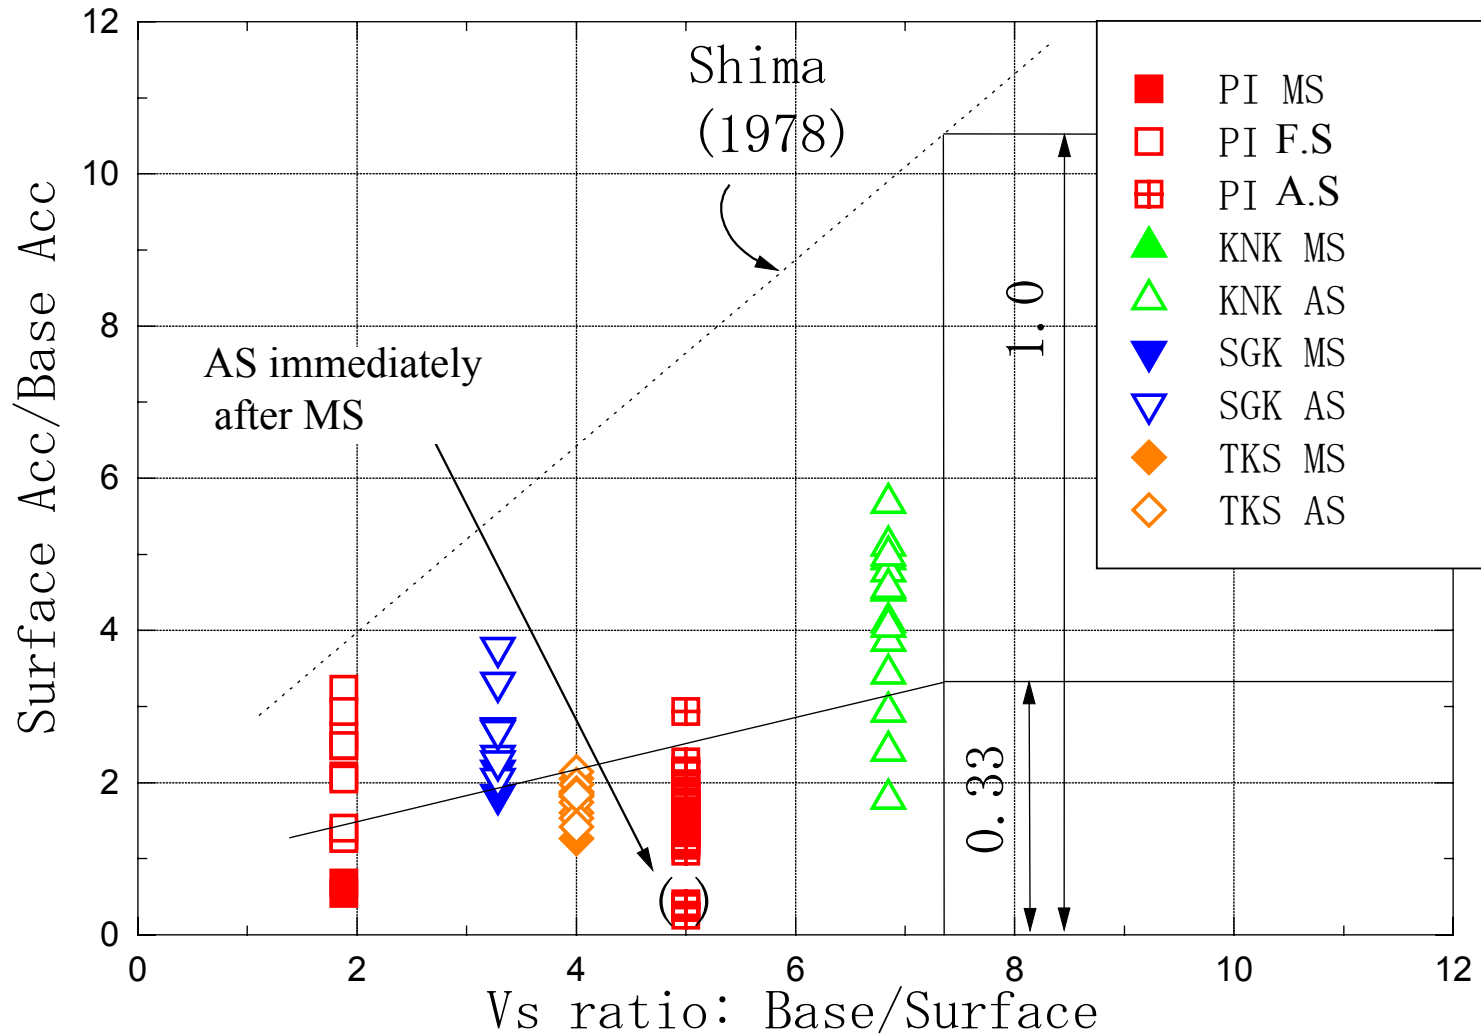 12
10
8
6
4
2
0
Surface Acc/Base Acc
Shima
(1978)
AS immediately
after MS
( )
1.0
0.33
PI MS
PI F.S
PI A.S
KNK MS
KNK AS
SGK MS
SGK AS
TKS MS
TKS AS
0 2 4 6 8 10 12
Vs ratio: Base/Surface